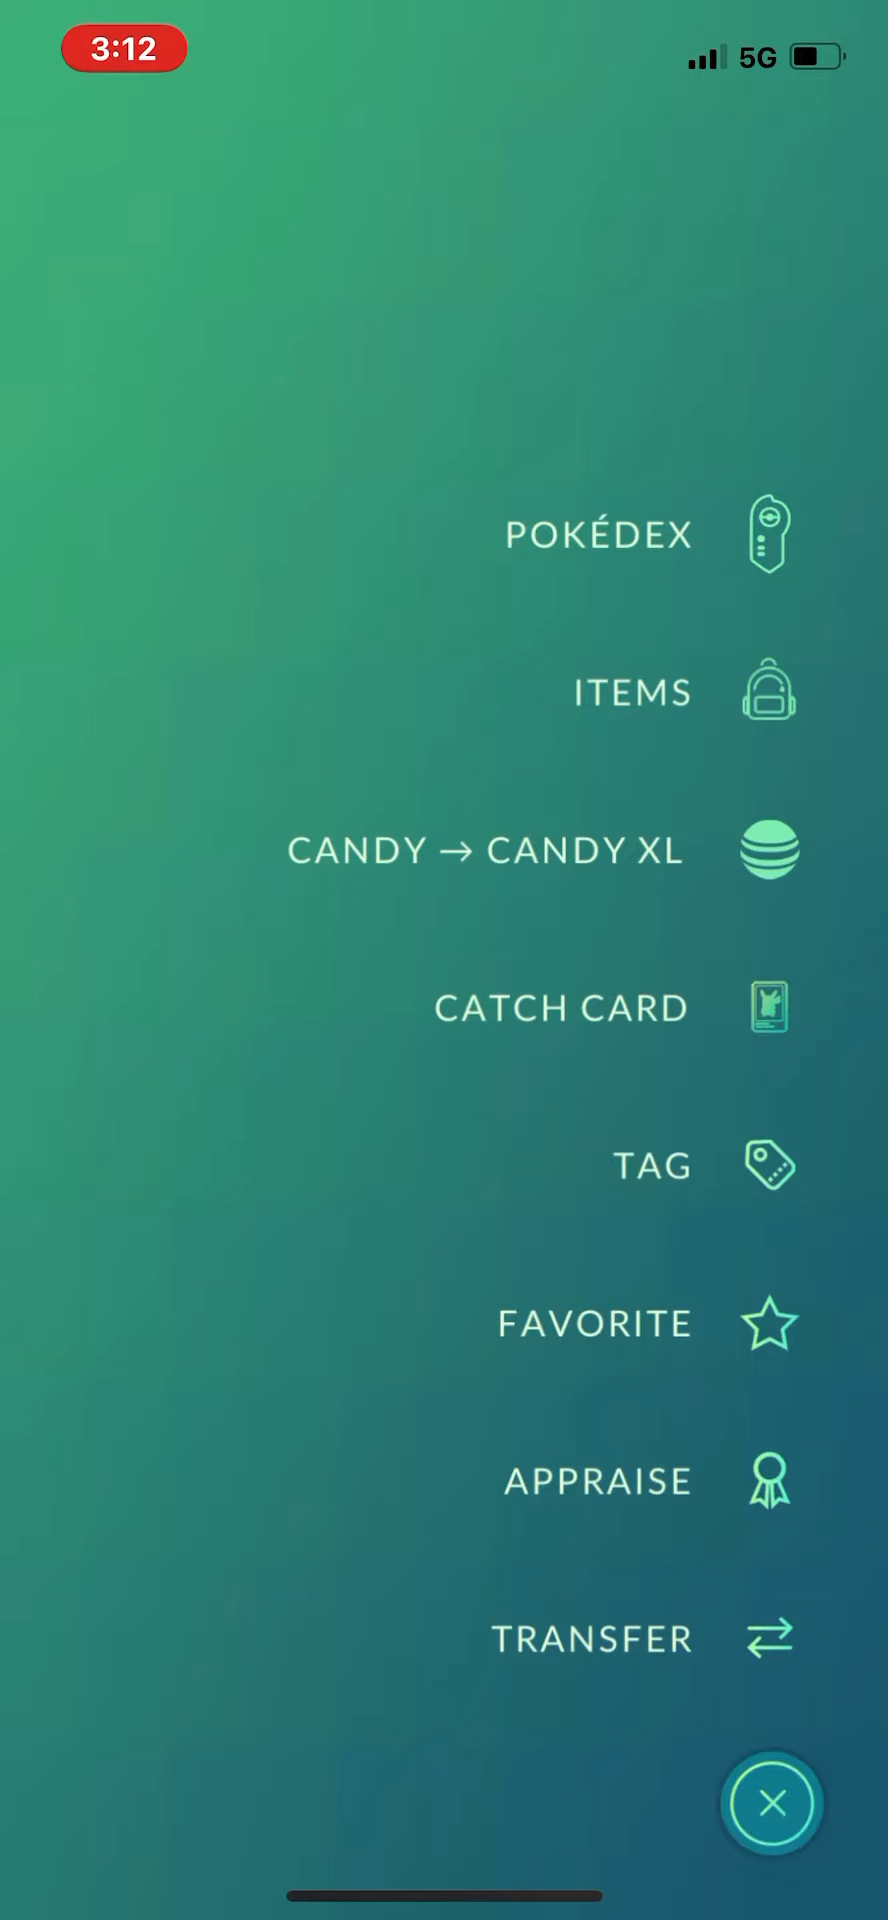 3:12
5G
POKÉDEX
ITEMS
CANDY → CANDY XL
CATCH CARD
TAG
FAVORITE
APPRAISE
TRANSFER